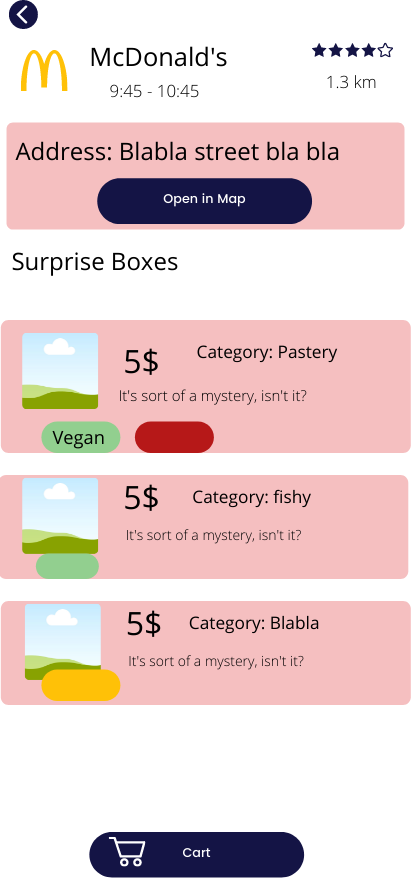 McDonald's
9:45 - 10:45
1.3 km
Address: Blabla street bla bla
Open in Map
Surprise Boxes
5$
Category: Pastery
It's sort of a mystery, isn't it?
Vegan
5$
Category: fishy
It's sort of a mystery, isn't it?
5$
Category: Blabla
It's sort of a mystery, isn't it?
Cart